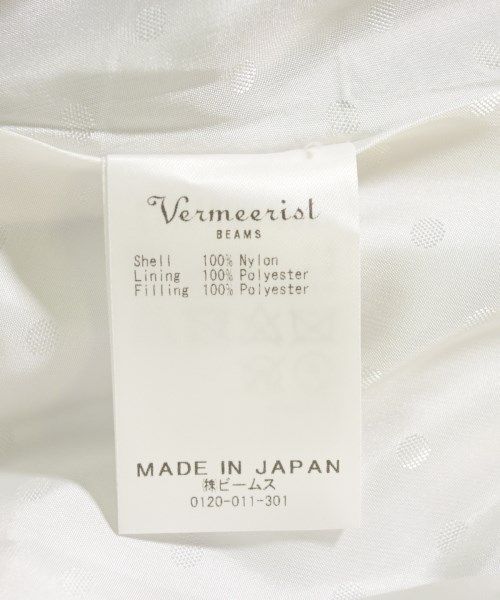 Vermeerist
BEAMS
Shell 100% Nylon
Lining 100% Polyester
Filling 100% Polyester
MADE IN JAPAN
㈱ビームス
0120-011-301